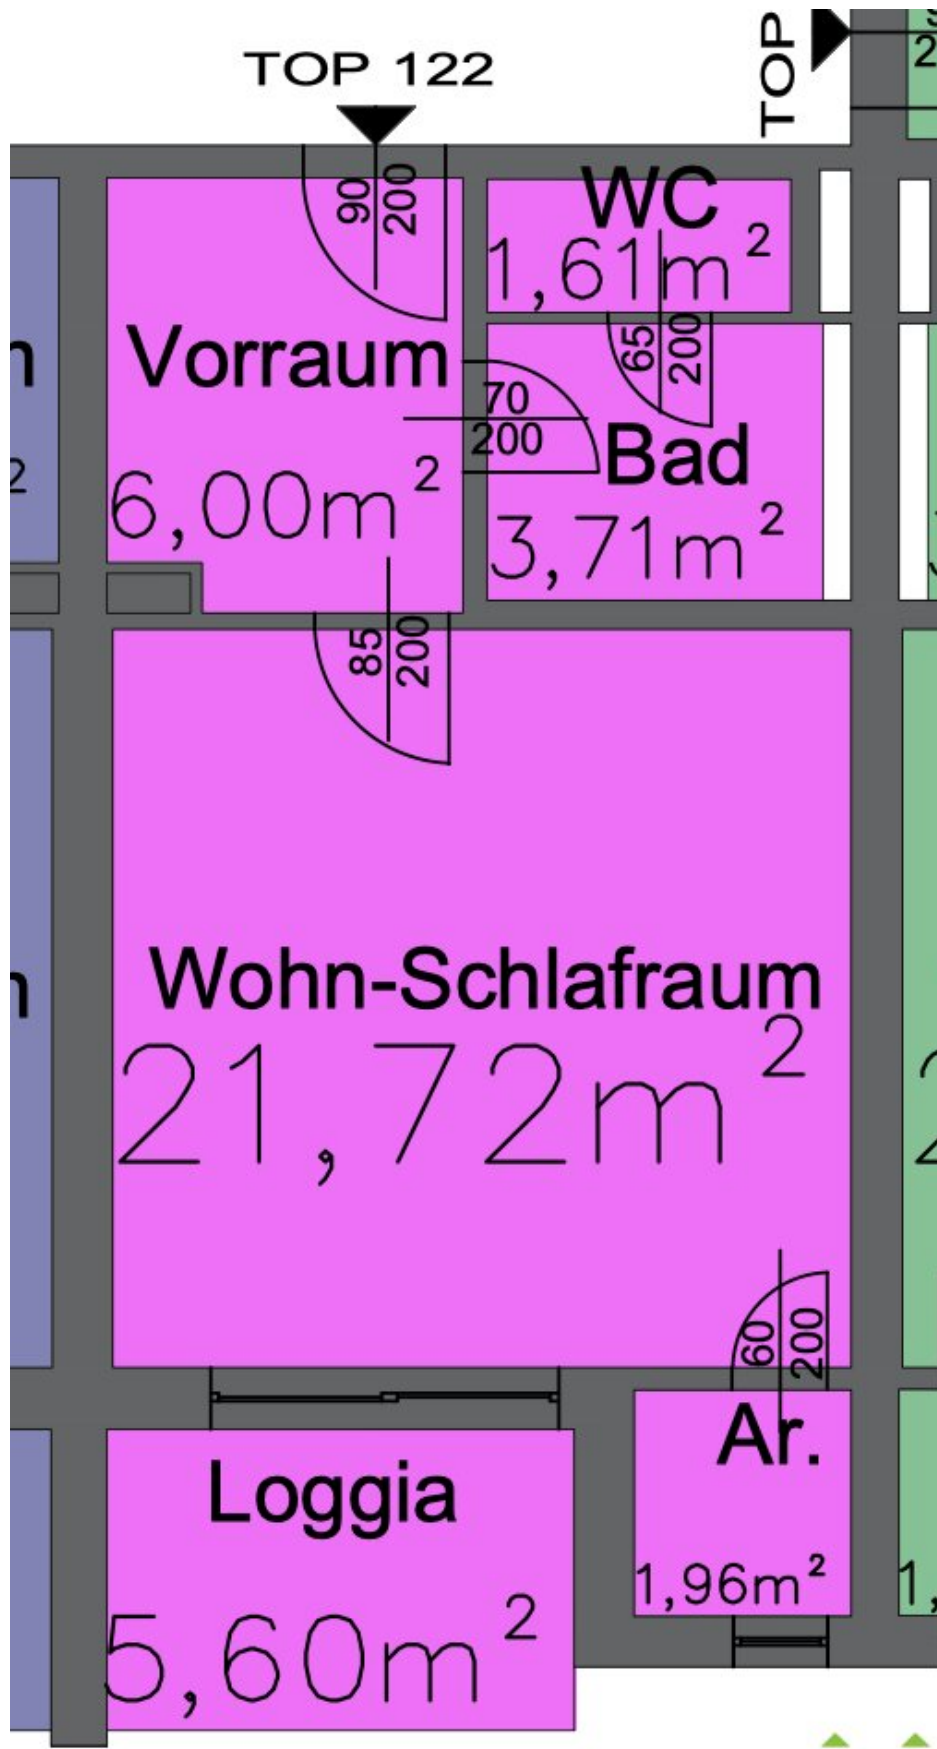 TOP 122
TOP
90
200
WC
1,61m²
Vorraum
6,00m²
70
200
65
200
Bad
3,71m²
85
200
Wohn-Schlafraum
21,72m²
60
200
Ar.
1,96m²
Loggia
5,60m²